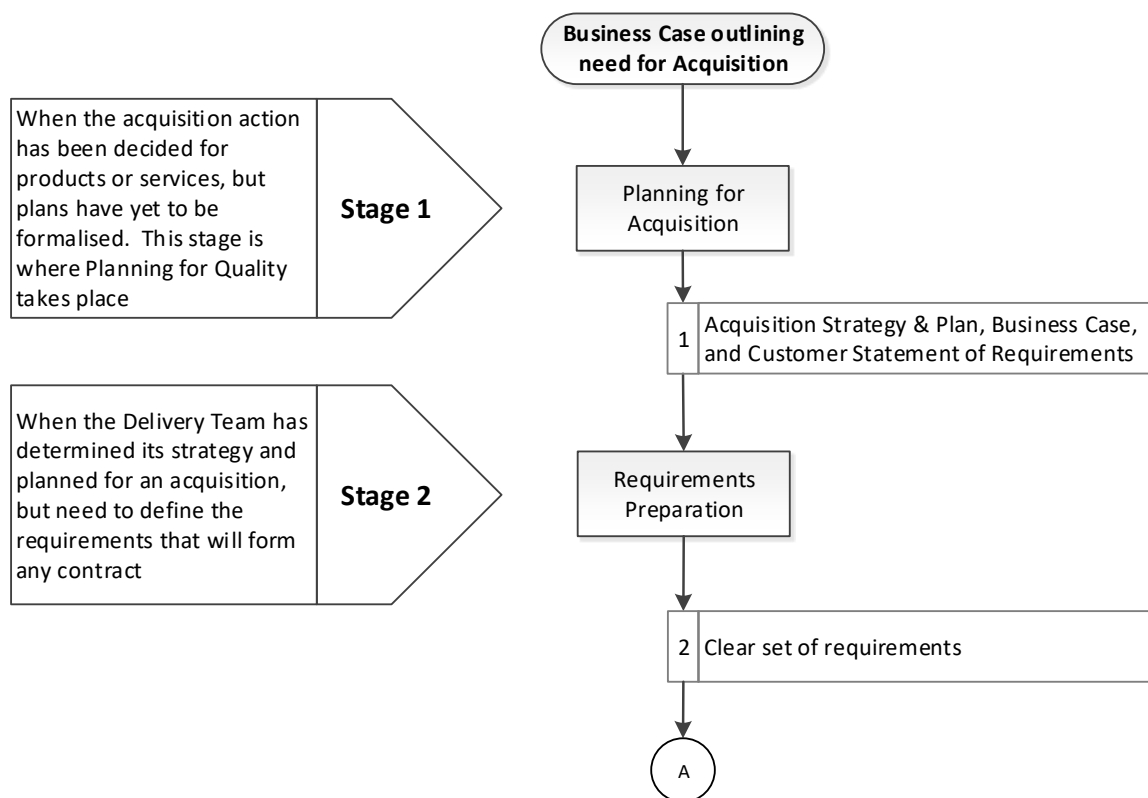 Business Case outlining
need for Acquisition
When the acquisition action
has been decided for
products or services, but
plans have yet to be
formalised.  This stage is
where Planning for Quality
takes place
Stage 1
Planning for
Acquisition
1
Acquisition Strategy & Plan, Business Case,
and Customer Statement of Requirements
When the Delivery Team has
determined its strategy and
planned for an acquisition,
but need to define the
requirements that will form
any contract
Stage 2
Requirements
Preparation
2
Clear set of requirements
A